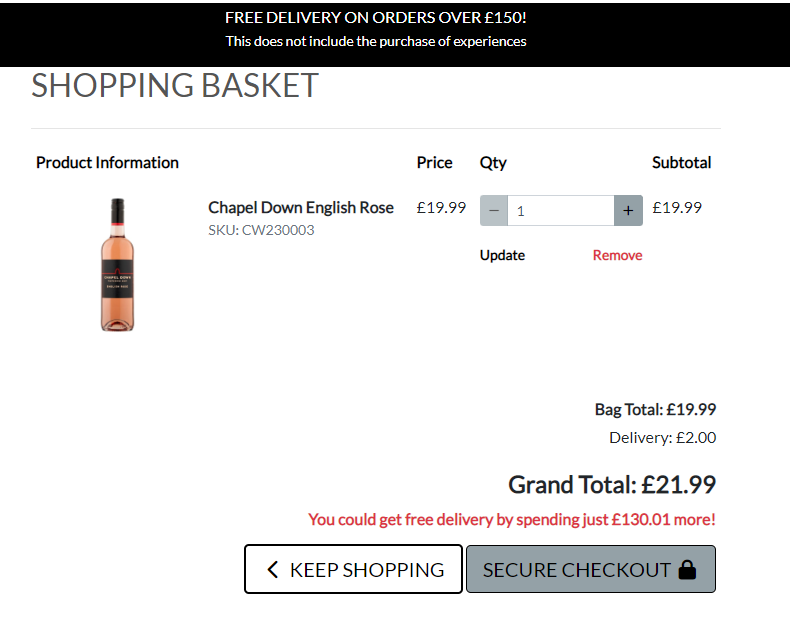 FREE DELIVERY ON ORDERS OVER £150!
This does not include the purchase of experiences
SHOPPING BASKET
Product Information Price Qty Subtotal
Chapel Down English Rose £19.99 − 1 + £19.99
SKU: CW230003
Update Remove
CHAPEL DOWN
ENGLISH ROSE
Bag Total: £19.99
Delivery: £2.00
Grand Total: £21.99
You could get free delivery by spending just £130.01 more!
KEEP SHOPPING SECURE CHECKOUT